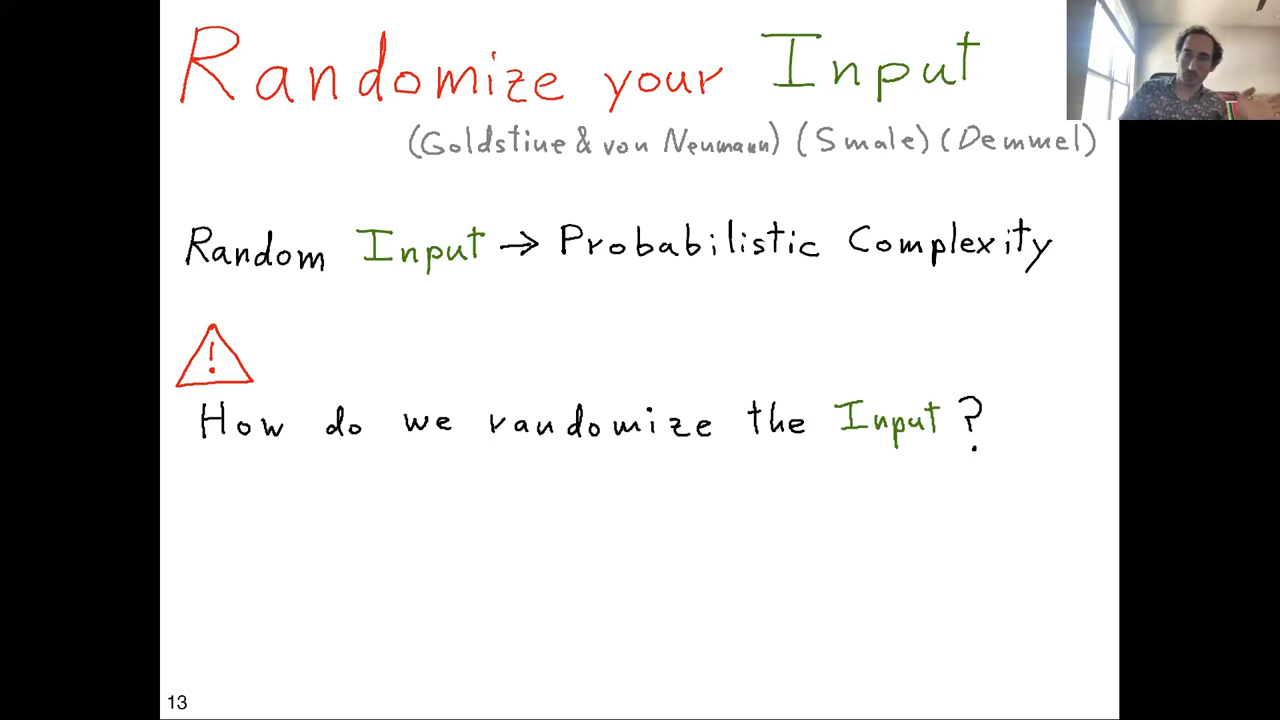 Randomize your Input
(Goldstine & von Neumann) (Smale) (Demmel)
Random Input → Probabilistic Complexity
!
How do we randomize the Input?
13